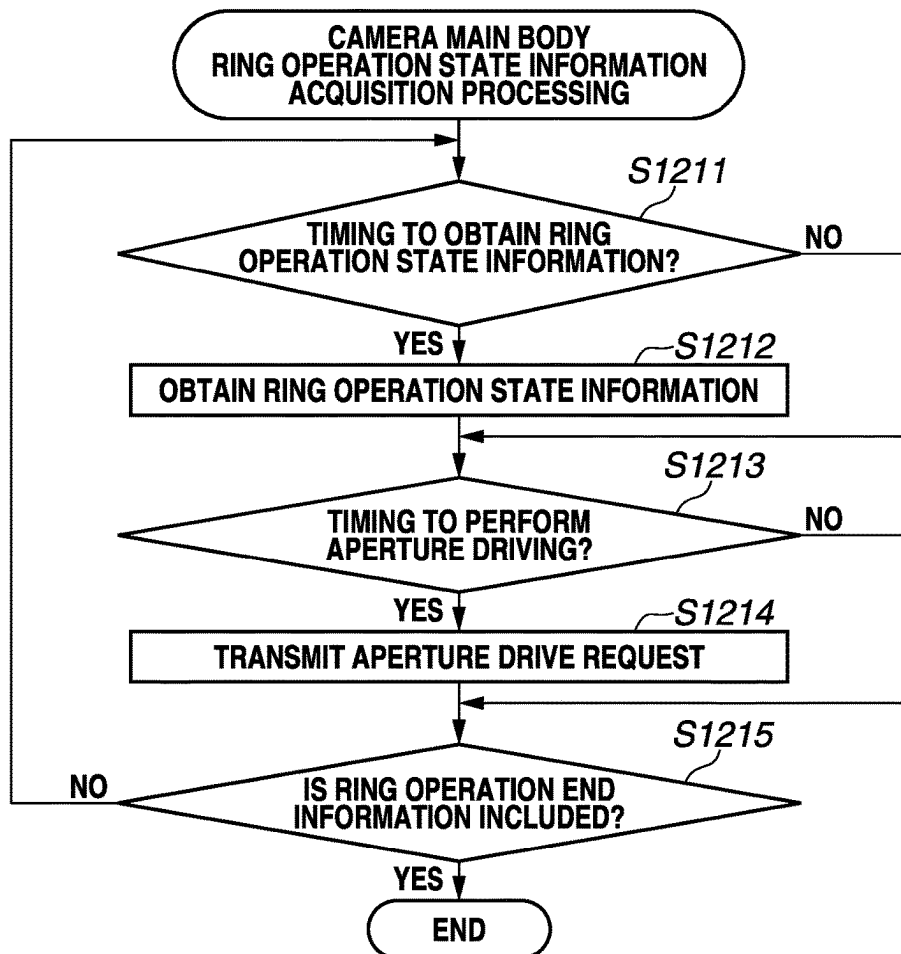 CAMERA MAIN BODY
RING OPERATION STATE INFORMATION
ACQUISITION PROCESSING
S1211
TIMING TO OBTAIN RING
OPERATION STATE INFORMATION?
NO
YES
S1212
OBTAIN RING OPERATION STATE INFORMATION
S1213
TIMING TO PERFORM
APERTURE DRIVING?
NO
YES
S1214
TRANSMIT APERTURE DRIVE REQUEST
S1215
NO
IS RING OPERATION END
INFORMATION INCLUDED?
YES
END